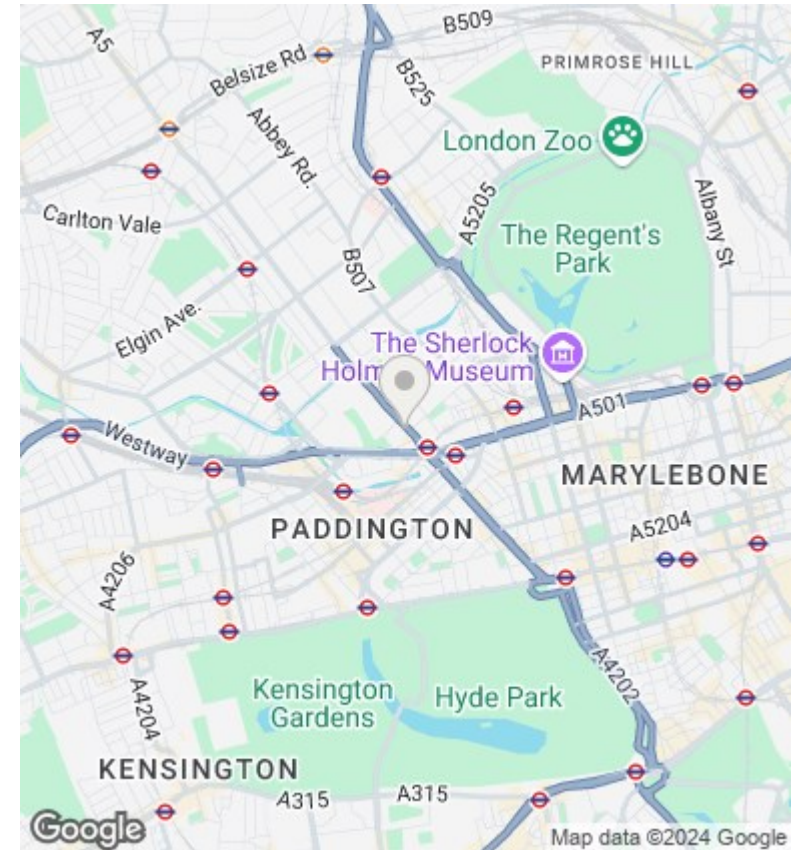 A5
B509
Belsize Rd
B525
PRIMROSE HILL
Abbey Rd.
London Zoo
A5205
Albany St
Carlton Vale
The Regent's
Park
B507
Elgin Ave.
The Sherlock
Holm Museum
A501
Westway
MARYLEBONE
PADDINGTON
A5204
A4206
A4202
Kensington
Gardens
Hyde Park
A4204
KENSINGTON
A315
A315
Google
Map data ©2024 Google